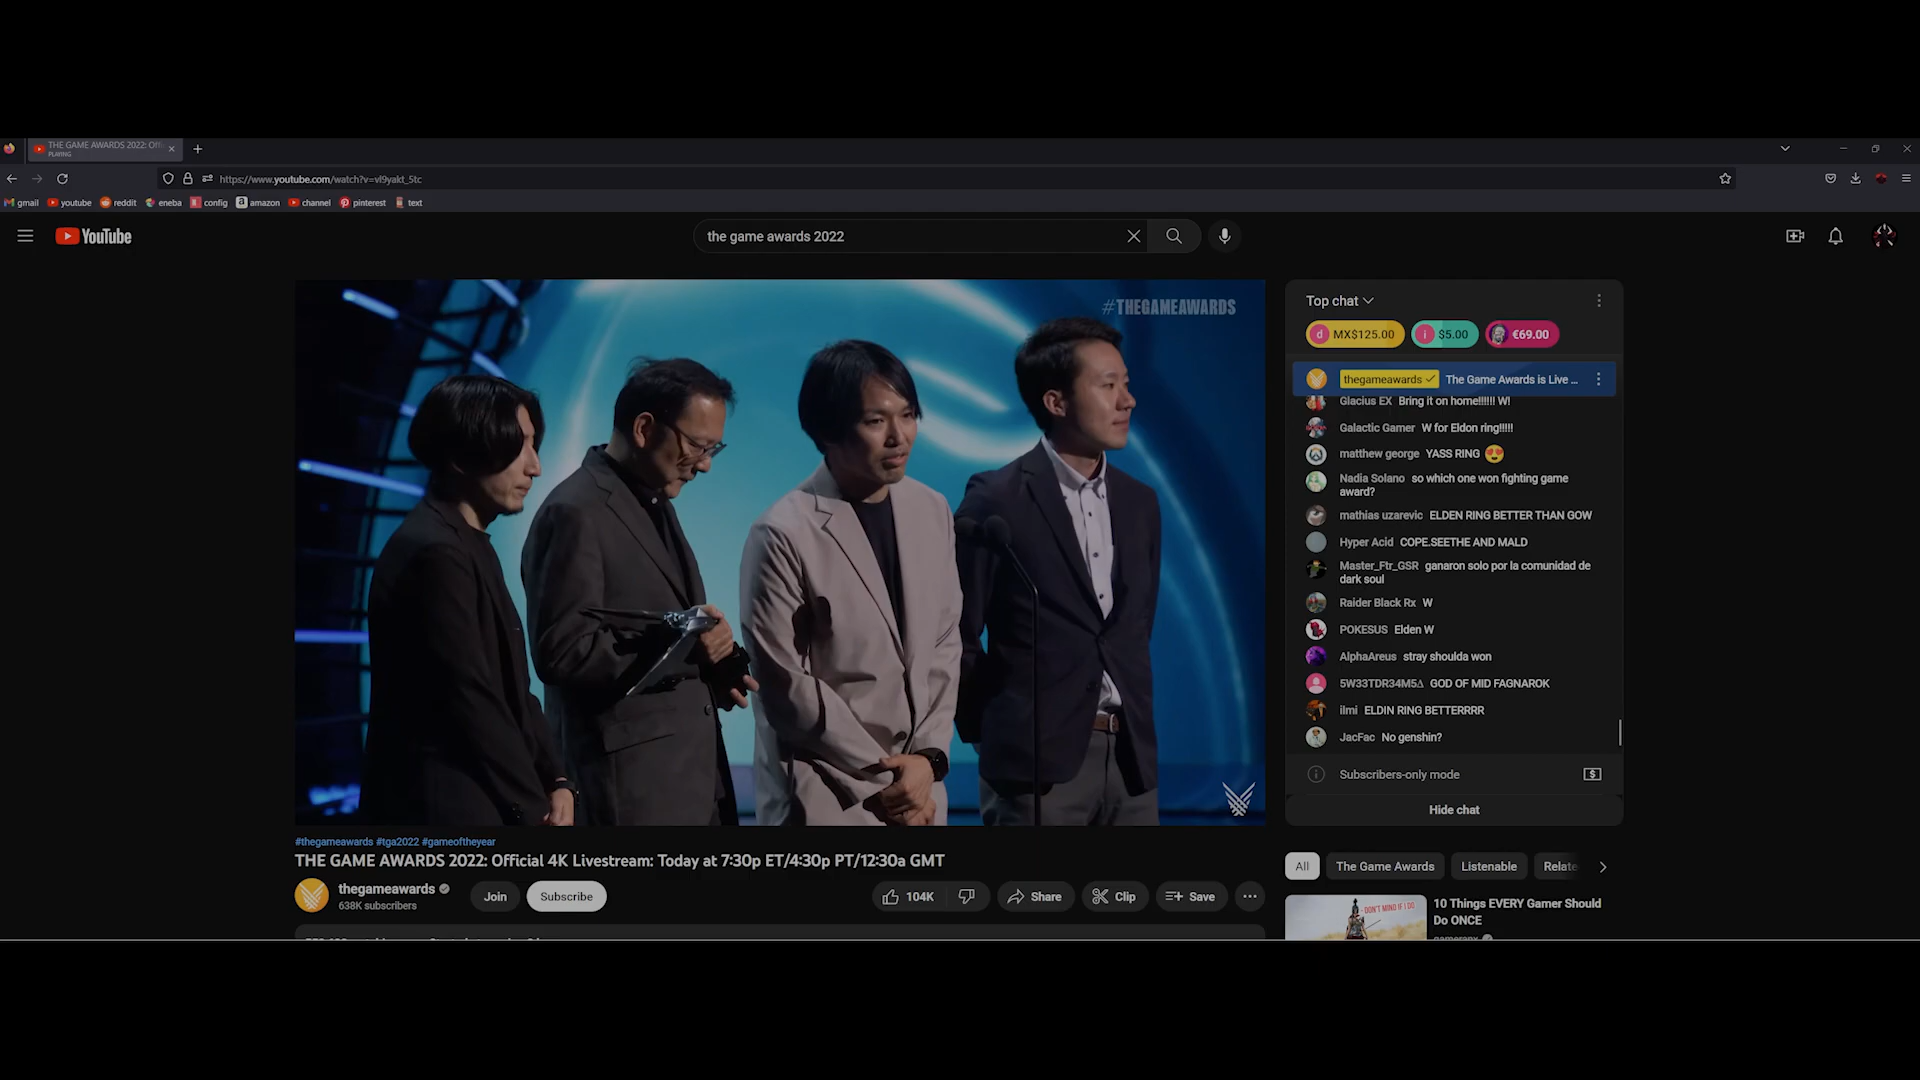 THE GAME AWARDS 2022: Offi
PLAYING
https://www.youtube.com/watch?v=vl9yakt_5tc
gmail youtube reddit eneba config amazon channel pinterest text
YouTube
the game awards 2022
#THEGAMEAWARDS
Top chat
d MX$125.00 i $5.00 €69.00
thegameawards The Game Awards is Live ...
Glacius EX Bring it on home!!!!!! W!
Galactic Gamer W for Eldon ring!!!!!
matthew george YASS RING 😍
Nadia Solano so which one won fighting game
award?
mathias uzarevic ELDEN RING BETTER THAN GOW
Hyper Acid COPE.SEETHE AND MALD
Master_Ftr_GSR ganaron solo por la comunidad de
dark soul
Raider Black Rx W
POKESUS Elden W
AlphaAreus stray shoulda won
5W33TDR34M5Δ GOD OF MID FAGNAROK
ilmi ELDIN RING BETTERRRR
JacFac No genshin?
Subscribers-only mode
Hide chat
#thegameawards #tga2022 #gameoftheyear
THE GAME AWARDS 2022: Official 4K Livestream: Today at 7:30p ET/4:30p PT/12:30a GMT
thegameawards
638K subscribers
Join Subscribe
104K Share Clip Save
All The Game Awards Listenable Relate
- DON'T MIND IF I DO
10 Things EVERY Gamer Should
Do ONCE
gameranx